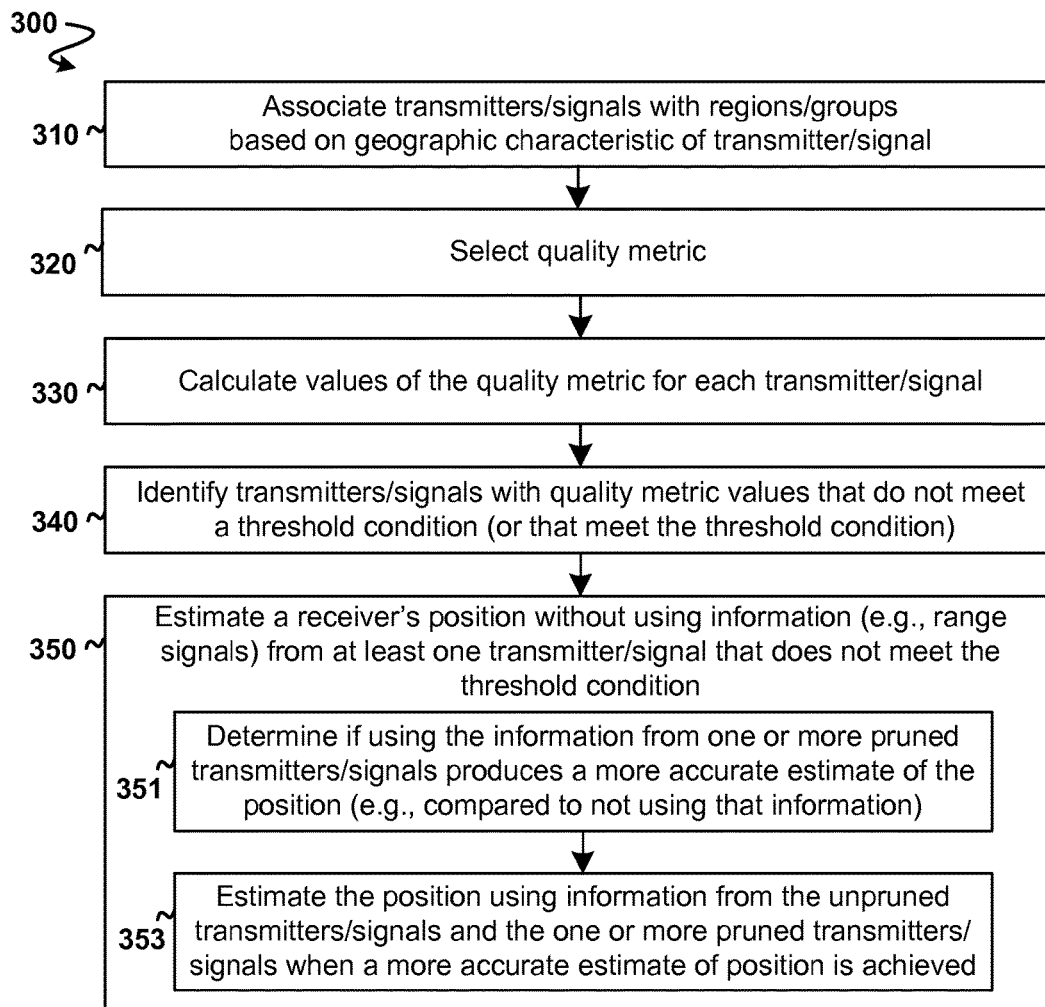 300
310
Associate transmitters/signals with regions/groups
based on geographic characteristic of transmitter/signal
320
Select quality metric
330
Calculate values of the quality metric for each transmitter/signal
340
Identify transmitters/signals with quality metric values that do not meet
a threshold condition (or that meet the threshold condition)
350
Estimate a receiver's position without using information (e.g., range
signals) from at least one transmitter/signal that does not meet the
threshold condition
351
Determine if using the information from one or more pruned
transmitters/signals produces a more accurate estimate of the
position (e.g., compared to not using that information)
353
Estimate the position using information from the unpruned
transmitters/signals and the one or more pruned transmitters/
signals when a more accurate estimate of position is achieved